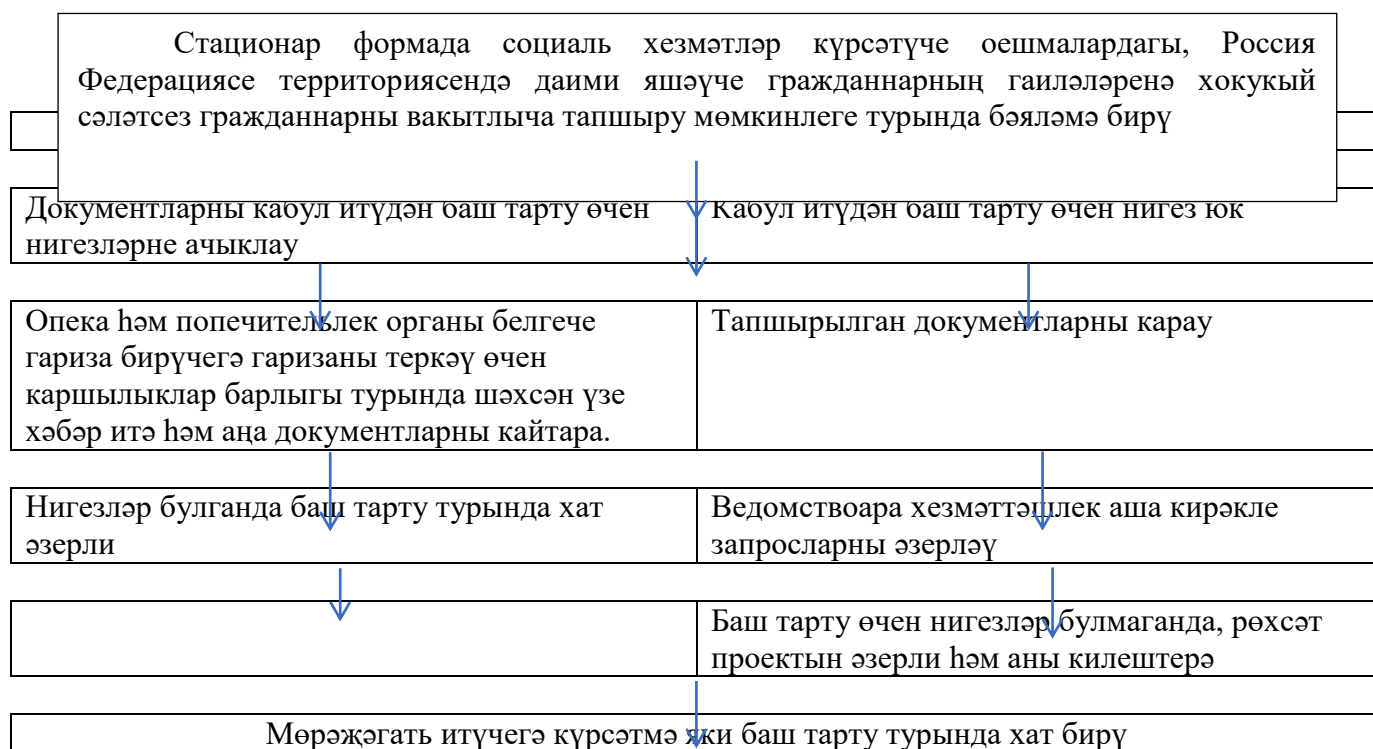 Стационар формада социаль хезмәтләр күрсәтүче оешмалардагы, Россия
Федерациясе территориясендә даими яшәүче гражданнарның гаиләләренә хокукый
сәләтсез гражданнарны вакытлыча тапшыру мөмкинлеге турында бәяләмә бирү
Документларны кабул итүдән баш тарту өчен
нигезләрне ачыклау
Кабул итүдән баш тарту өчен нигез юк
Опека һәм попечительлек органы белгече
гариза бирүчегә гаризаны теркәү өчен
каршылыклар барлыгы турында шәхсән үзе
хәбәр итә һәм аңа документларны кайтара.
Тапшырылган документларны карау
Нигезләр булганда баш тарту турында хат
әзерли
Ведомствоара хезмәттәшлек аша кирәкле
запросларны әзерләү
Баш тарту өчен нигезләр булмаганда, рөхсәт
проектын әзерли һәм аны килештерә
Мөрәҗәгать итүчегә күрсәтмә яки баш тарту турында хат бирү